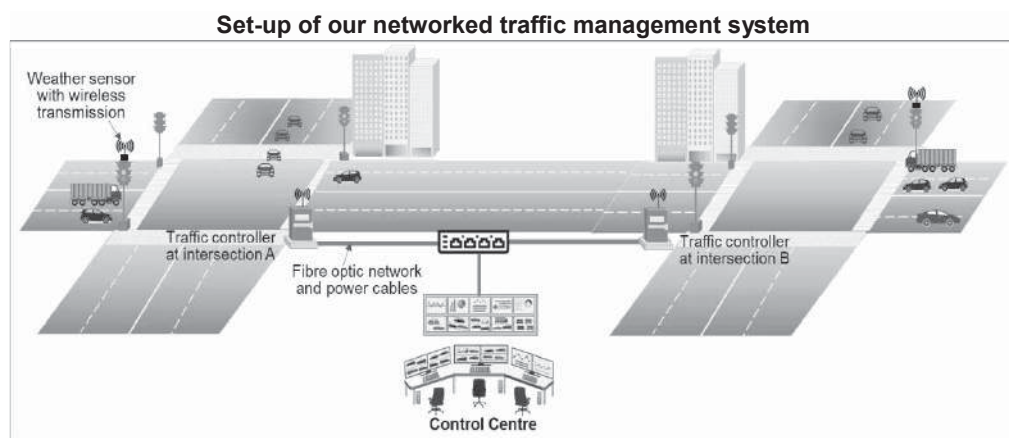 Set-up of our networked traffic management system
Weather sensor
with wireless
transmission
Traffic controller
at intersection A
Fibre optic network
and power cables
Traffic controller
at intersection B
Control Centre